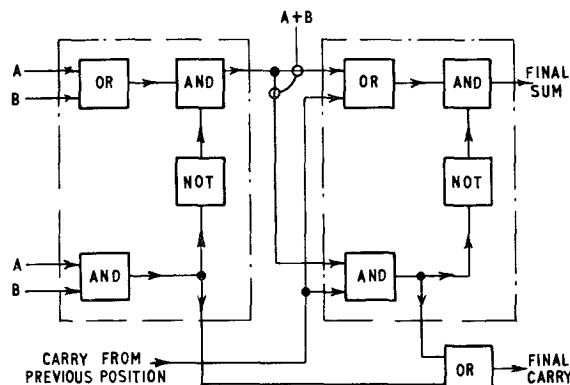 A+B
A
B
OR
AND
OR
AND
FINAL
SUM
NOT
NOT
A
B
AND
AND
CARRY FROM
PREVIOUS POSITION
OR
FINAL
CARRY